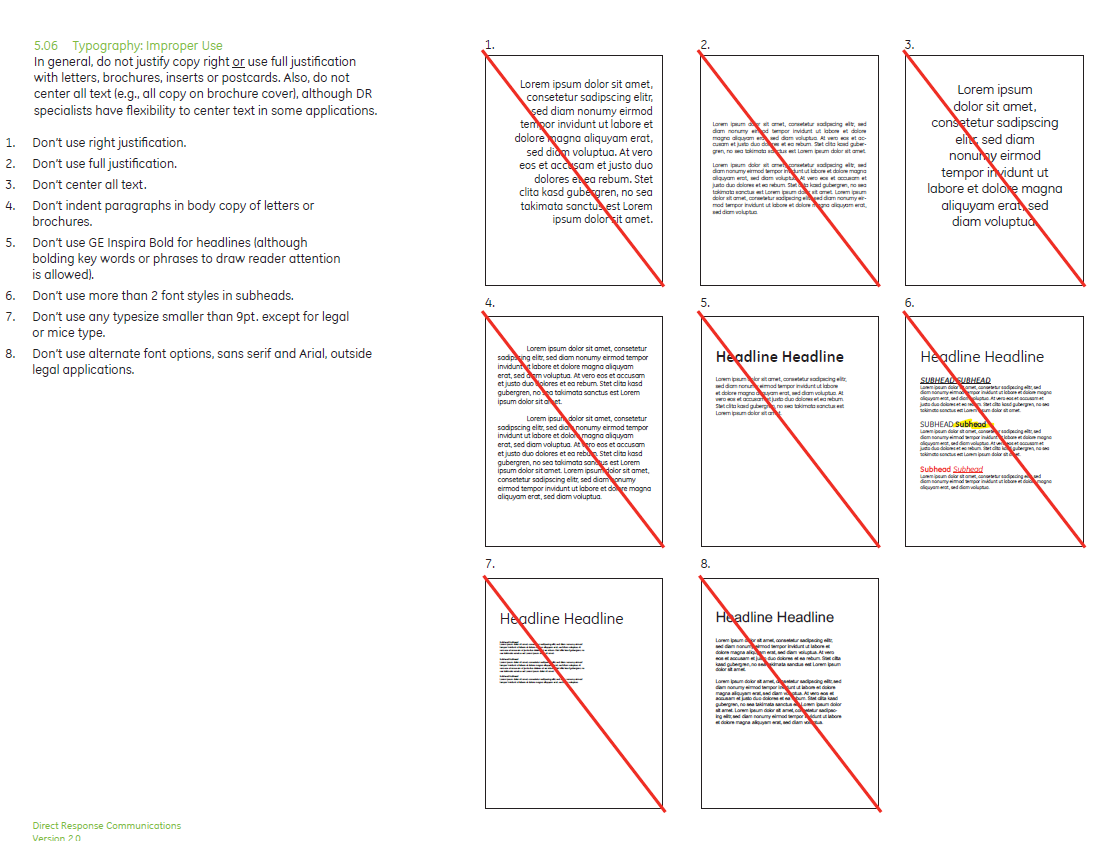 5.06 Typography: Improper Use
In general, do not justify copy right or use full justification
with letters, brochures, inserts or postcards. Also, do not
center all text (e.g., all copy on brochure cover), although DR
specialists have flexibility to center text in some applications.
1. Don't use right justification.
2. Don't use full justification.
3. Don't center all text.
4. Don't indent paragraphs in body copy of letters or
brochures.
5. Don't use GE Inspira Bold for headlines (although
bolding key words or phrases to draw reader attention
is allowed).
6. Don't use more than 2 font styles in subheads.
7. Don't use any typesize smaller than 9pt. except for legal
or mice type.
8. Don't use alternate font options, sans serif and Arial, outside
legal applications.
Direct Response Communications
Version 2.0
1.
Lorem ipsum dolor sit amet,
consetetur sadipscing elitr,
sed diam nonumy eirmod
tempor invidunt ut labore et
dolore magna aliquyam erat,
sed diam voluptua. At vero
eos et accusam et justo duo
dolores et ea rebum. Stet
clita kasd gubergren, no sea
takimata sanctus est Lorem
ipsum dolor sit amet.
2.
Lorem ipsum dolor sit amet, consetetur sadipscing elitr, sed
diam nonumy eirmod tempor invidunt ut labore et dolore
magna aliquyam erat, sed diam voluptua. At vero eos et ac-
cusam et justo duo dolores et ea rebum. Stet clita kasd guber-
gren, no sea takimata sanctus est Lorem ipsum dolor sit amet.
Lorem ipsum dolor sit amet, consetetur sadipscing elitr, sed
diam nonumy eirmod tempor invidunt ut labore et dolore magna
aliquyam erat, sed diam voluptua. At vero eos et accusam et
justo duo dolores et ea rebum. Stet clita kasd gubergren, no
sea takimata sanctus est Lorem ipsum dolor sit amet. Lorem
ipsum dolor sit amet, consetetur sadipscing elitr, sed diam
nonumy eir-
mod tempor invidunt ut labore et dolore magna aliquyam erat,
sed diam voluptua.
3.
Lorem ipsum
dolor sit amet,
consetetur sadipscing
elitr, sed diam
nonumy eirmod
tempor invidunt ut
labore et dolore magna
aliquyam erat, sed
diam voluptua
4.
Lorem ipsum dolor sit amet, consetetur
sadipscing elitr, sed diam nonumy eirmod tempor
invidunt ut labore et dolore magna aliquyam
erat, sed diam voluptua. At vero eos et accusam
et justo duo dolores et ea rebum. Stet clita kasd
gubergren, no sea takimata sanctus est Lorem
ipsum dolor sit amet.
Lorem ipsum dolor sit amet, consetetur
sadipscing elitr, sed diam nonumy eirmod tempor
invidunt ut labore et dolore magna aliquyam
erat, sed diam voluptua. At vero eos et accusam
et justo duo dolores et ea rebum. Stet clita kasd
gubergren, no sea takimata sanctus est Lorem
ipsum dolor sit amet. Lorem ipsum dolor sit amet,
consetetur sadipscing elitr, sed diam nonumy
eirmod tempor invidunt ut labore et dolore magna
aliquyam erat, sed diam voluptua.
5.
Headline Headline
Lorem ipsum dolor sit amet, consetetur sadipscing elitr,
sed diam nonumy eirmod tempor invidunt ut labore
et dolore magna aliquyam erat, sed diam voluptua. At
vero eos et accusam et justo duo dolores et ea rebum.
Stet clita kasd gubergren, no sea takimata sanctus est
Lorem ipsum dolor sit amet.
6.
Headline Headline
SUBHEAD SUBHEAD
Lorem ipsum dolor sit amet, consetetur sadipscing elitr, sed
diam nonumy eirmod tempor invidunt ut labore et dolore magna
aliquyam erat, sed diam voluptua. At vero eos et accusam et
justo duo dolores et ea rebum. Stet clita kasd gubergren, no sea
takimata sanctus est Lorem ipsum dolor sit amet.
SUBHEAD Subhead
Lorem ipsum dolor sit amet, consetetur sadipscing elitr, sed
diam nonumy eirmod tempor invidunt ut labore et dolore magna
aliquyam erat, sed diam voluptua. At vero eos et accusam et
justo duo dolores et ea rebum. Stet clita kasd gubergren, no sea
takimata sanctus est Lorem ipsum dolor sit amet.
Subhead Subhead
Lorem ipsum dolor sit amet, consetetur sadipscing elitr, sed
diam nonumy eirmod tempor invidunt ut labore et dolore magna
aliquyam erat, sed diam voluptua.
7.
Headline Headline
8.
Headline Headline
Lorem ipsum dolor sit amet, consetetur sadipscing elitr, sed
diam nonumy eirmod tempor invidunt ut labore et
dolore magna aliquyam erat, sed diam voluptua. At vero
eos et accusam et justo duo dolores et ea rebum. Stet clita
kasd gubergren, no sea takimata sanctus est Lorem ipsum
dolor sit amet.
Lorem ipsum dolor sit amet, consetetur sadipscing elitr, sed
diam nonumy eirmod tempor invidunt ut labore et dolore
magna aliquyam erat, sed diam voluptua. At vero eos et
accusam et justo duo dolores et ea rebum. Stet clita kasd
gubergren, no sea takimata sanctus est Lorem ipsum dolor
sit amet. Lorem ipsum dolor sit amet, consetetur sadipsc-
ing elitr, sed diam nonumy eirmod tempor invidunt ut labore
et dolore magna aliquyam erat, sed diam voluptua.